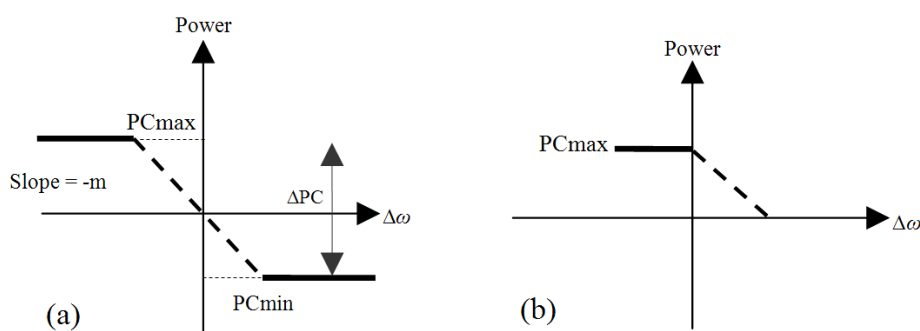 Power
PCmax
Slope = -m
ΔPC
Δω
PCmin
(a)
Power
PCmax
Δω
(b)